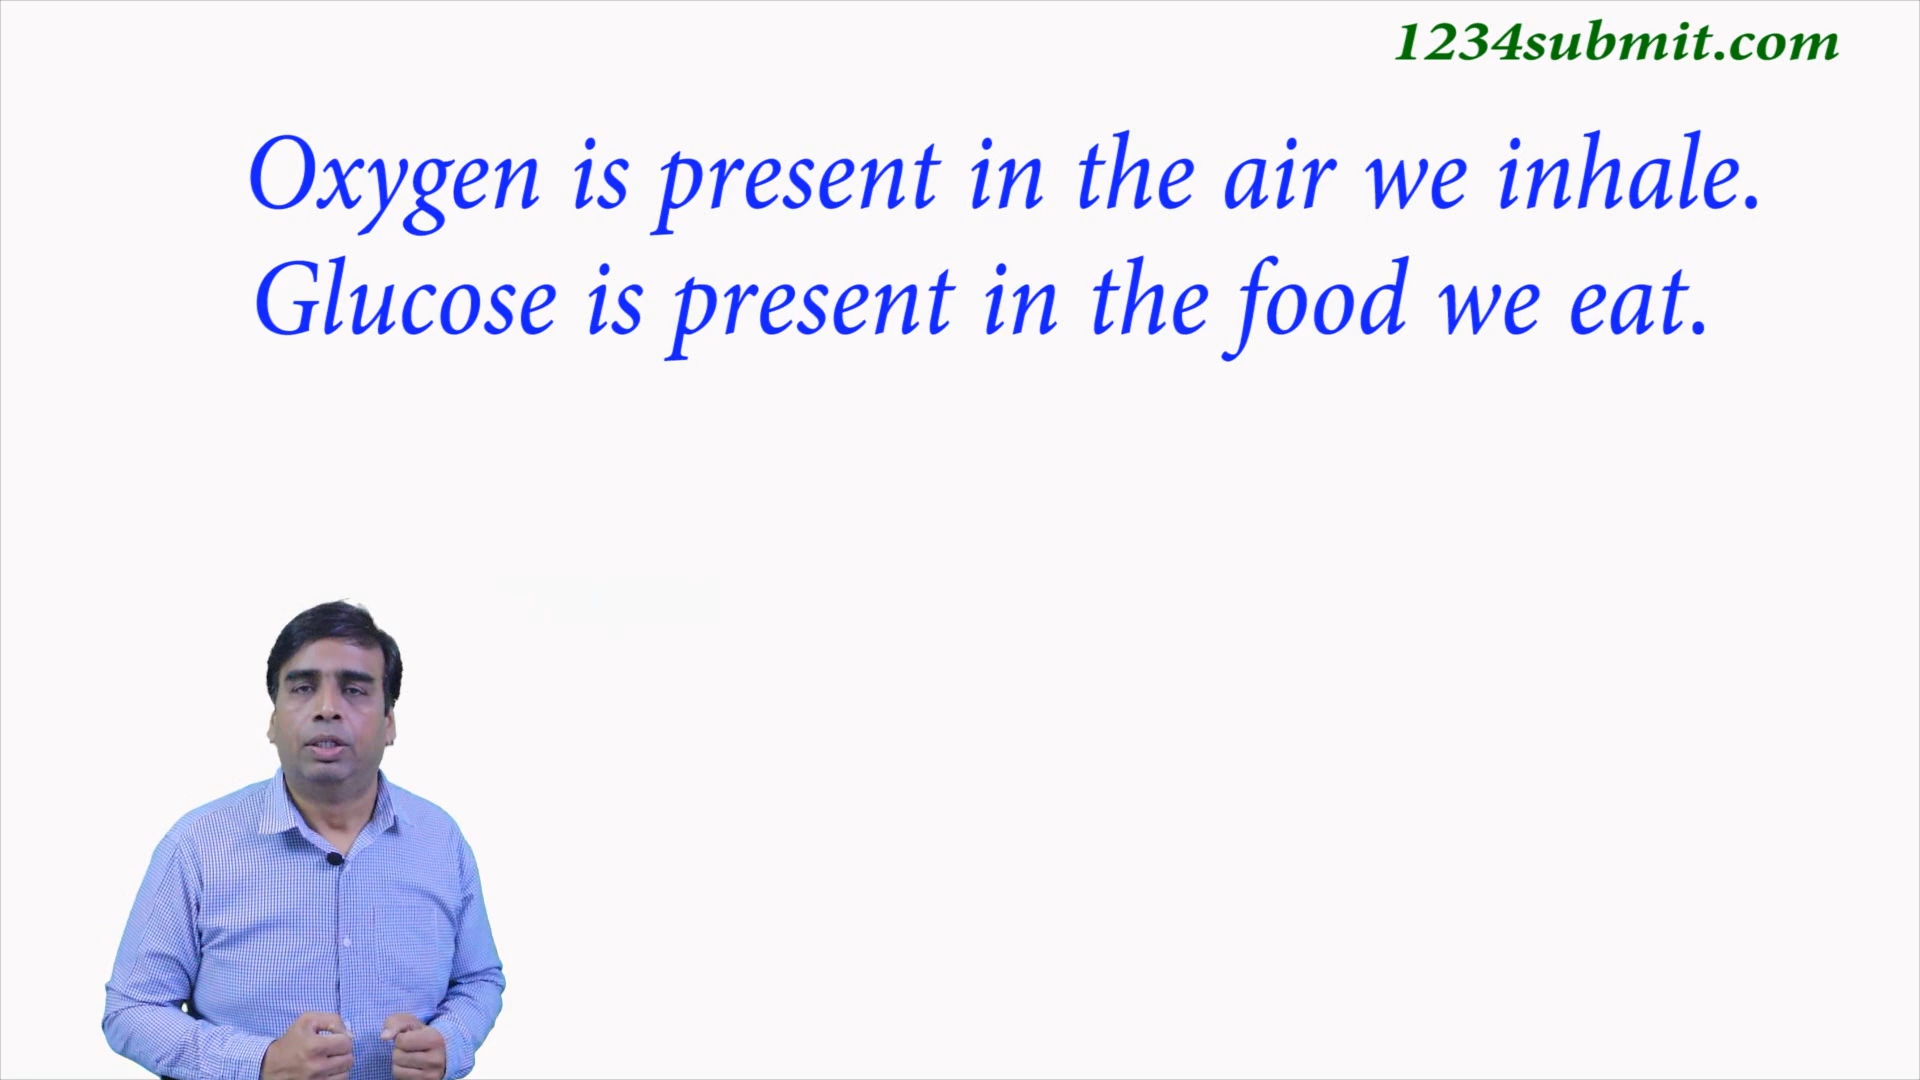 1234submit.com
Oxygen is present in the air we inhale.
Glucose is present in the food we eat.